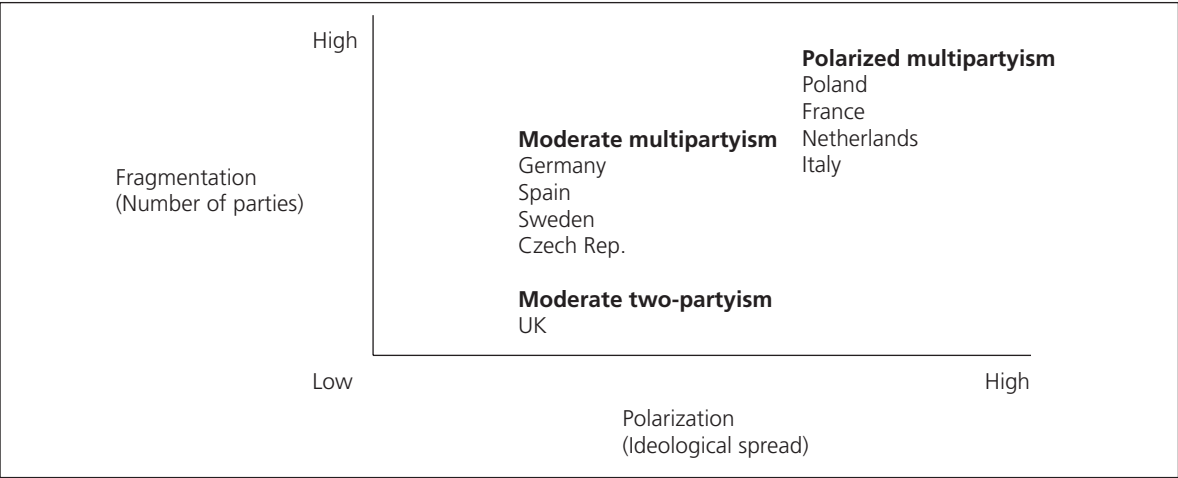 High
Polarized multipartyism
Poland
France
Moderate multipartyism
Netherlands
Germany
Italy
Fragmentation
(Number of parties)
Spain
Sweden
Czech Rep.
Moderate two-partyism
UK
Low
High
Polarization
(Ideological spread)